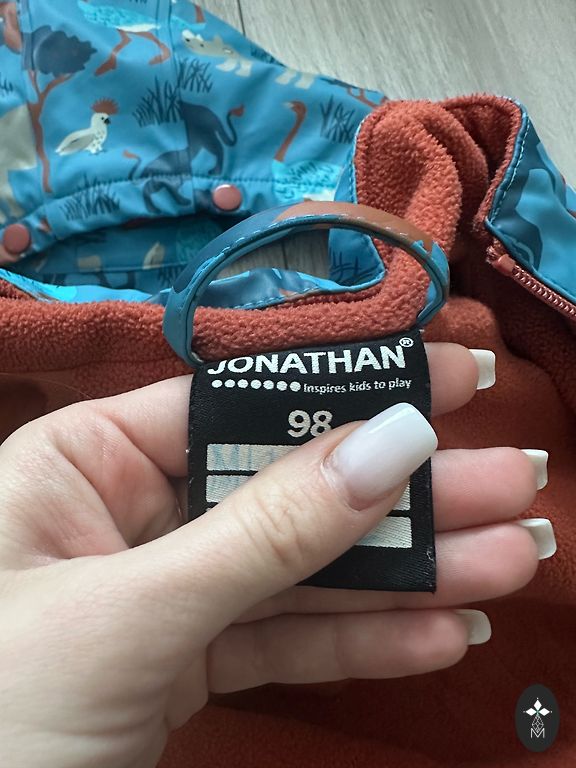 JONATHAN®
Inspires kids to play
98